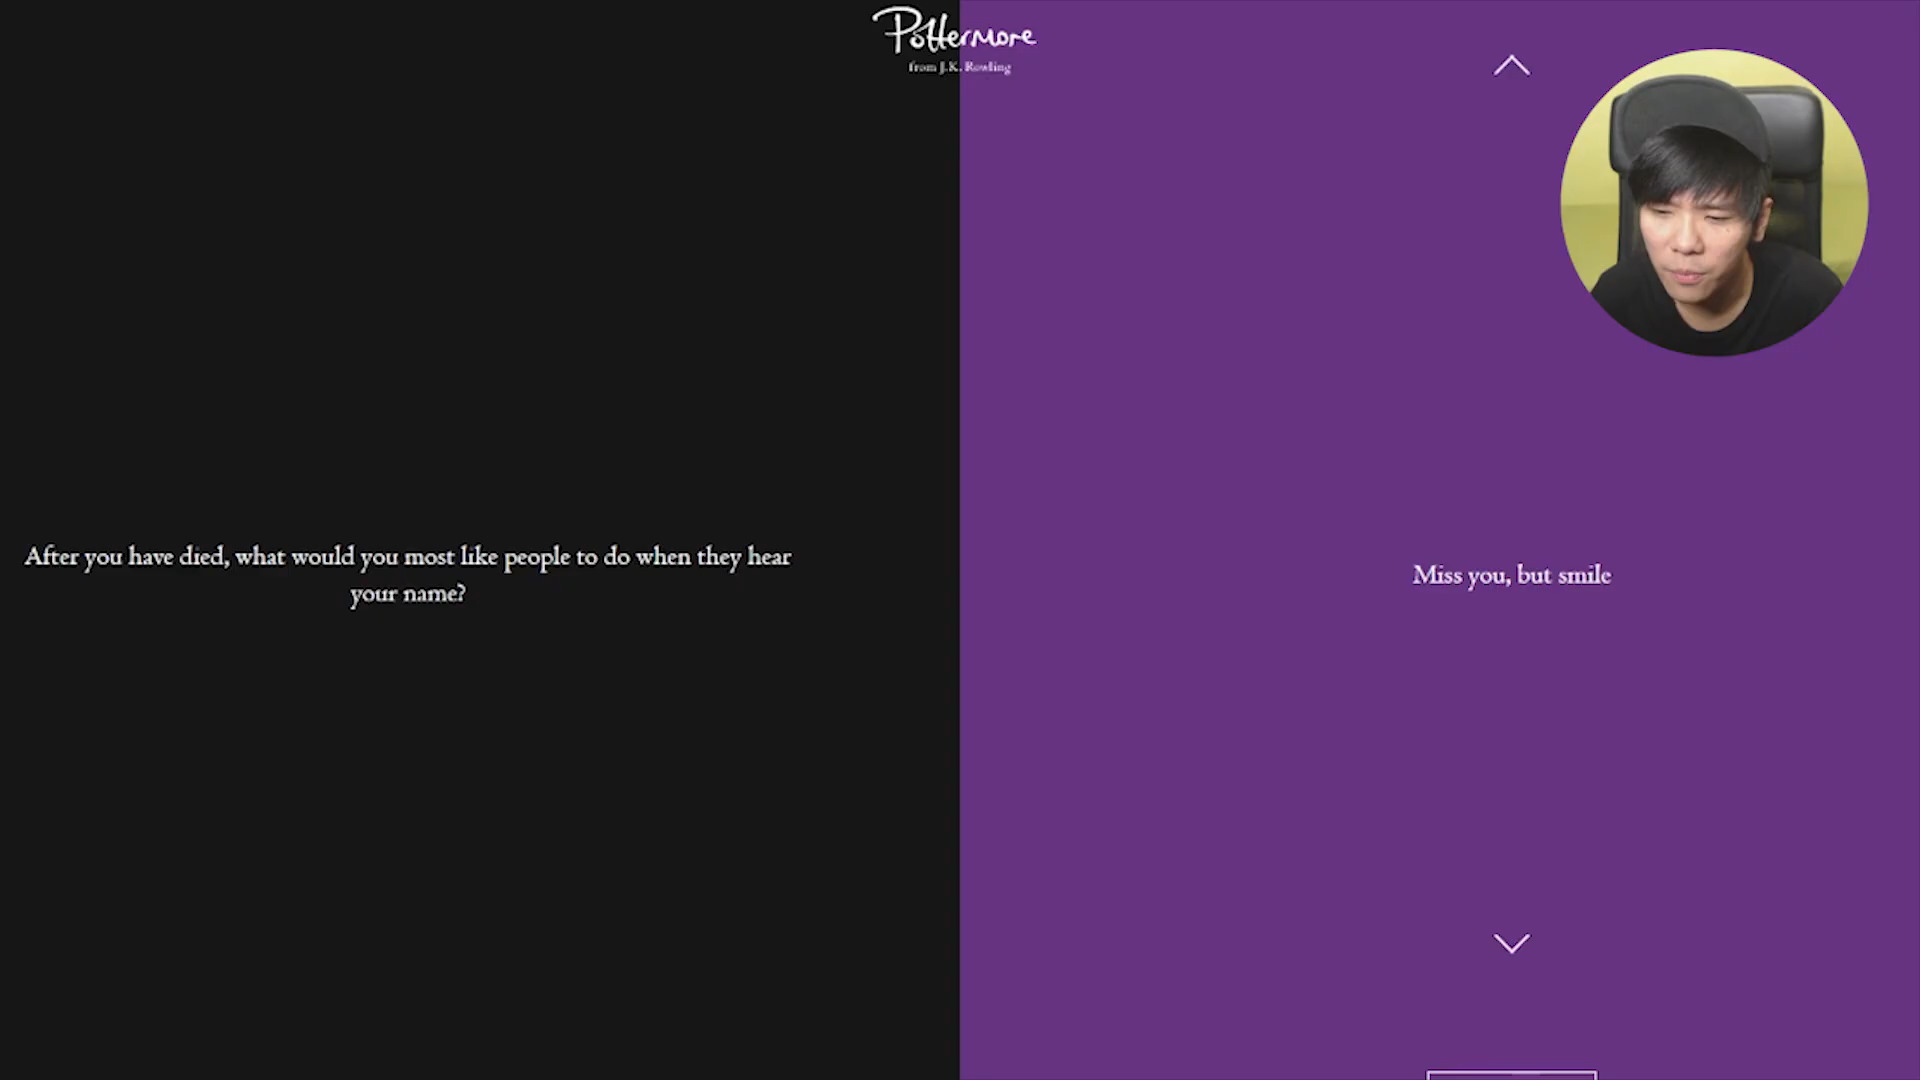 Pottermore
from J.K. Rowling
After you have died, what would you most like people to do when they hear
your name?
Miss you, but smile